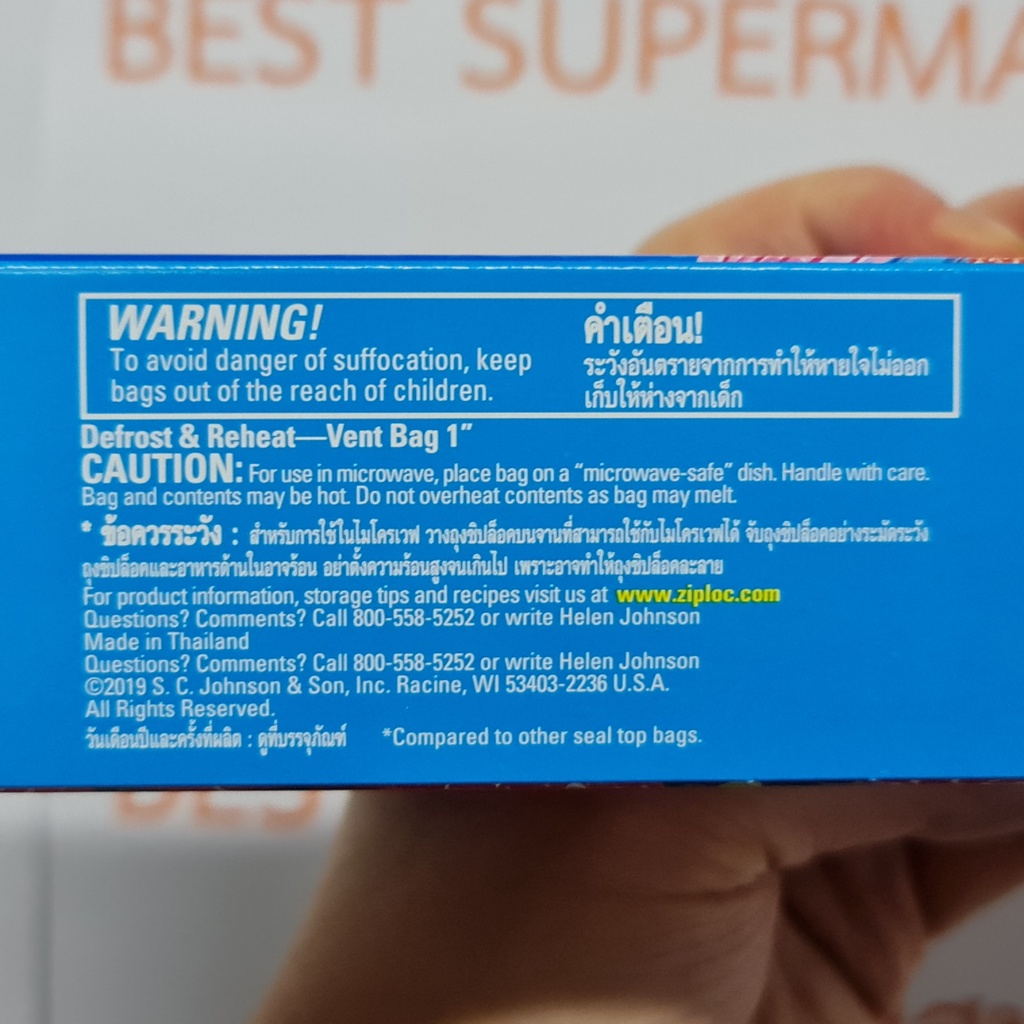 BEST SUPERMA
WARNING!
To avoid danger of suffocation, keep
bags out of the reach of children.
คำเตือน!
ระวังอันตรายจากการทำให้หายใจไม่ออก
เก็บให้ห่างจากเด็ก
Defrost & Reheat—Vent Bag 1”
CAUTION: For use in microwave, place bag on a “microwave-safe” dish. Handle with care.
Bag and contents may be hot. Do not overheat contents as bag may melt.
* ข้อควรระวัง : สำหรับการใช้ในไมโครเวฟ วางถุงซิปล็อคบนจานที่สามารถใช้กับไมโครเวฟได้ จับถุงซิปล็อคอย่างระมัดระวัง
ถุงซิปล็อคและอาหารด้านในอาจร้อน อย่าตั้งความร้อนสูงจนเกินไป เพราะอาจทำให้ถุงซิปล็อคละลาย
For product information, storage tips and recipes visit us at www.ziploc.com
Questions? Comments? Call 800-558-5252 or write Helen Johnson
Made in Thailand
Questions? Comments? Call 800-558-5252 or write Helen Johnson
©2019 S. C. Johnson & Son, Inc. Racine, WI 53403-2236 U.S.A.
All Rights Reserved.
วันเดือนปีและครั้งที่ผลิต : ดูที่บรรจุภัณฑ์ *Compared to other seal top bags.
BES